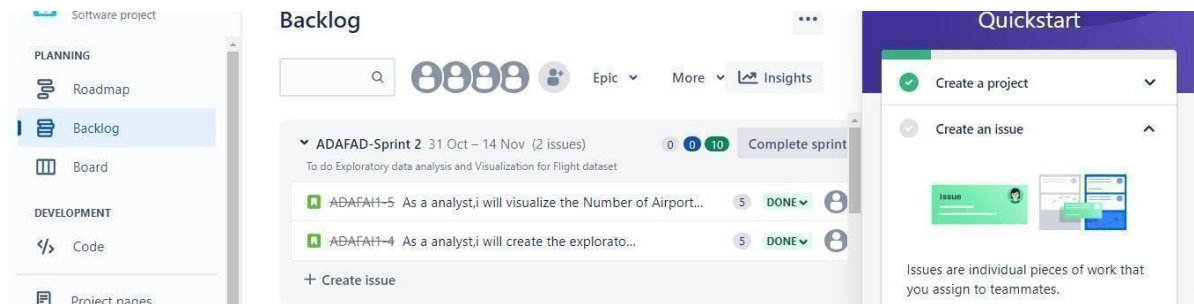 Software project
PLANNING
Roadmap
Backlog
Board
DEVELOPMENT
Code
Project pages
Backlog
Epic
More
Insights
ADAFAD-Sprint 2 31 Oct – 14 Nov (2 issues) 0 0 10 Complete sprint
To do Exploratory data analysis and Visualization for Flight dataset
ADAFAI1-5 As a analyst,i will visualize the Number of Airport... 5 DONE
ADAFAI1-4 As a analyst,i will create the explorato... 5 DONE
+ Create issue
Quickstart
Create a project
Create an issue
Issue
Issues are individual pieces of work that
you assign to teammates.